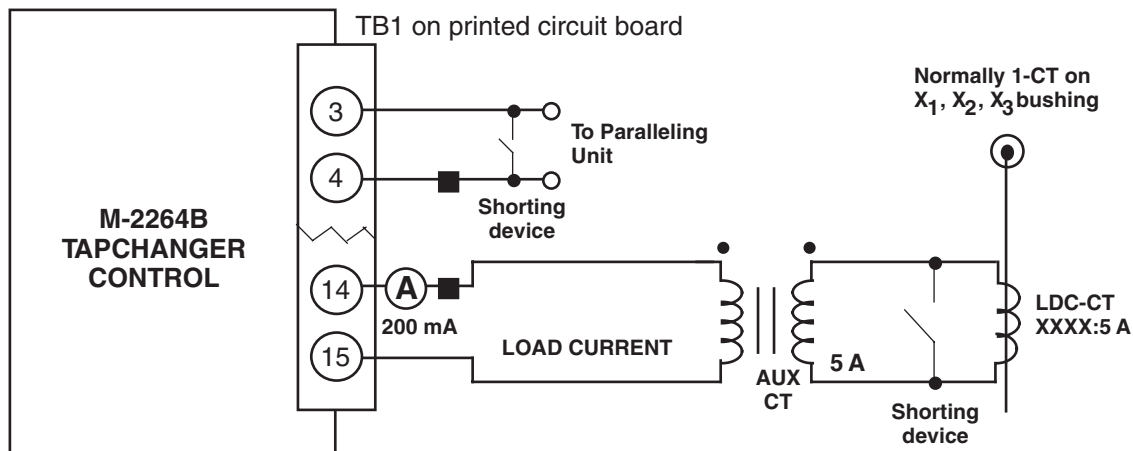 TB1 on printed circuit board
3
4
To Paralleling
Unit
Shorting
device
Normally 1-CT on
X1, X2, X3 bushing
M-2264B
TAPCHANGER
CONTROL
14
A
200 mA
15
LOAD CURRENT
AUX
CT
5 A
LDC-CT
XXXX:5 A
Shorting
device